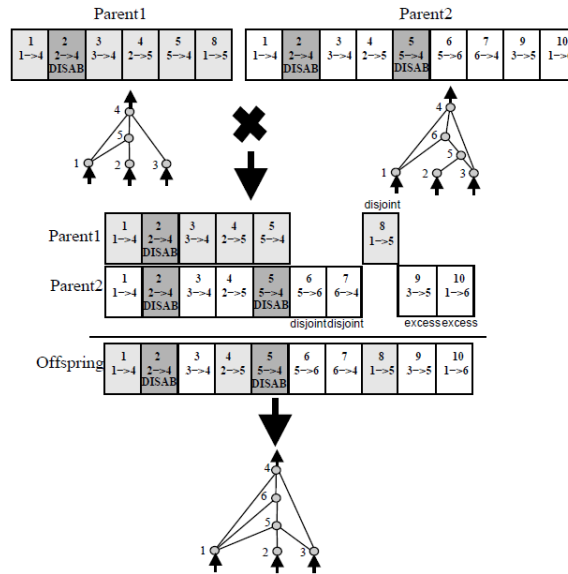 Parent1 Parent2
1 2 3 4 5 8 1 2 3 4 5 6 7 9 10
1−>4 2−>4 3−>4 2−>5 5−>4 1−>5 1−>4 2−>4 3−>4 2−>5 5−>4 5−>6 6−>4 3−>5 1−>6
DISAB DISAB DISAB
4 4
5 6
5
1 2 3 1 2 3
disjoint
Parent1 1 2 3 4 5 8
1−>4 2−>4 3−>4 2−>5 5−>4 1−>5
DISAB
Parent2 1 2 3 4 5 6 7 9 10
1−>4 2−>4 3−>4 2−>5 5−>4 5−>6 6−>4 3−>5 1−>6
DISAB DISAB
disjoint disjoint excess excess
Offspring 1 2 3 4 5 6 7 8 9 10
1−>4 2−>4 3−>4 2−>5 5−>4 5−>6 6−>4 1−>5 3−>5 1−>6
DISAB DISAB
4
6
5
1 2 3